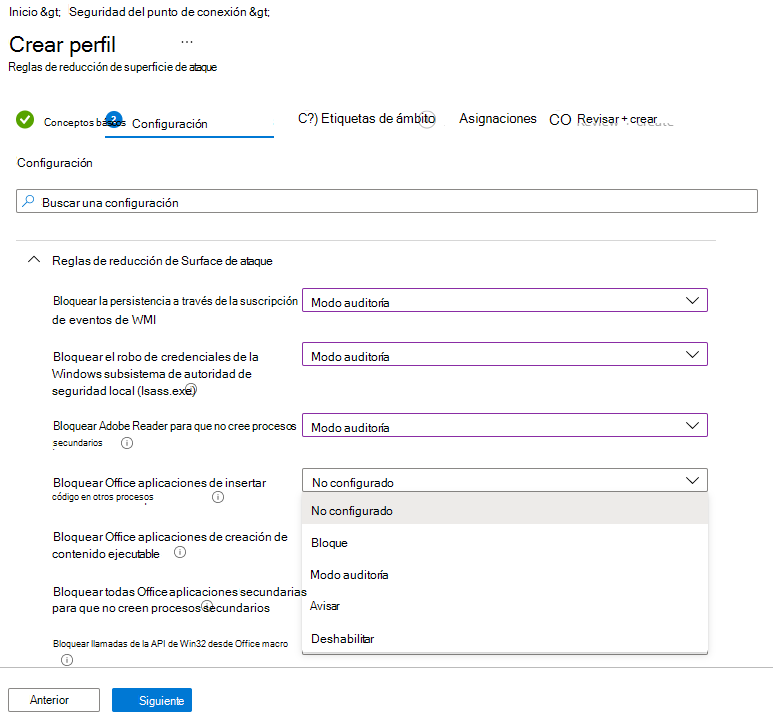 Inicio &gt; Seguridad del punto de conexión &gt;
Crear perfil ...
Reglas de reducción de superficie de ataque
Conceptos básicos 2 Configuración C?) Etiquetas de ámbito Asignaciones CO Revisar + crear
Configuración
Buscar una configuración
Reglas de reducción de Surface de ataque
Bloquear la persistencia a través de la suscripción
de eventos de WMI
Modo auditoría
Bloquear el robo de credenciales de la
Windows subsistema de autoridad de
seguridad local (lsass.exe)
Modo auditoría
Bloquear Adobe Reader para que no cree procesos
secundarios
Modo auditoría
Bloquear Office aplicaciones de insertar
código en otros procesos
No configurado
No configurado
Bloque
Modo auditoría
Avisar
Deshabilitar
Bloquear Office aplicaciones de creación de
contenido ejecutable
Bloquear todas Office aplicaciones secundarias
para que no creen procesos secundarios
Bloquear llamadas de la API de Win32 desde Office macro
Anterior
Siguiente